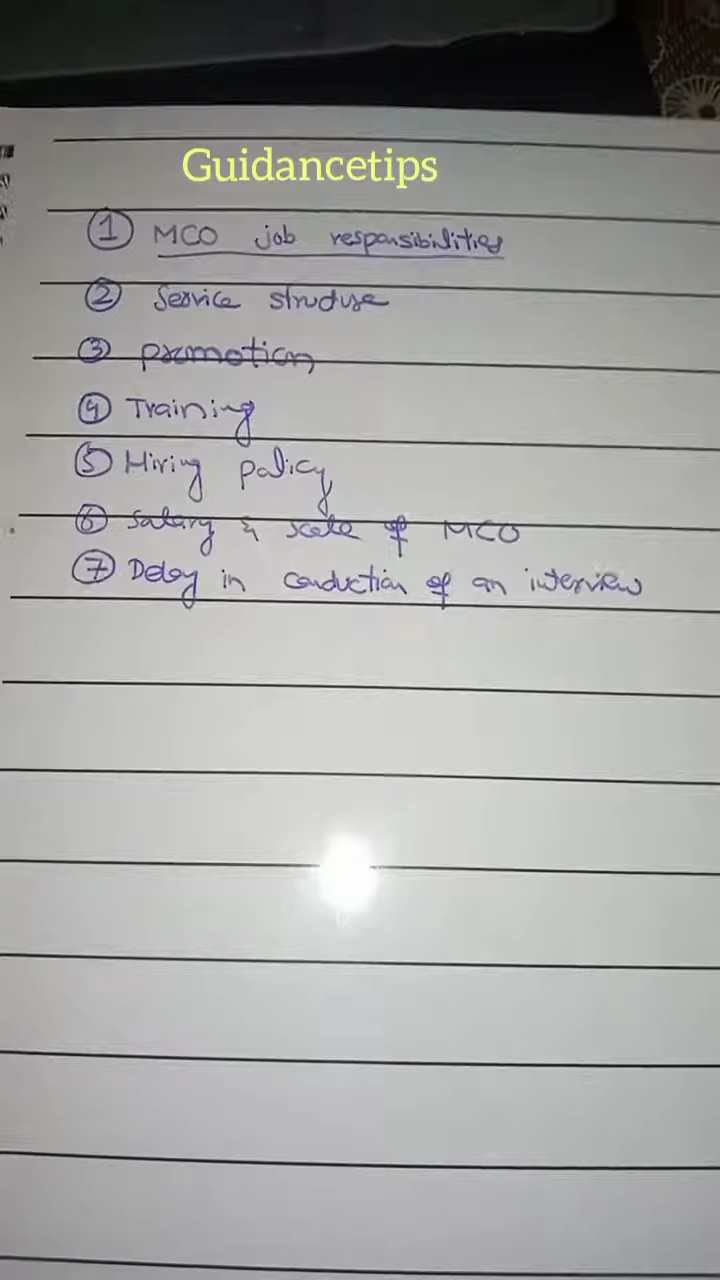 Guidancetips
① MCO job responsibilities
② Service structure
③ promotion
④ Training
⑤ Hiring policy
⑥ Salary & scale of MCO
⑦ Delay in conduction of an interview